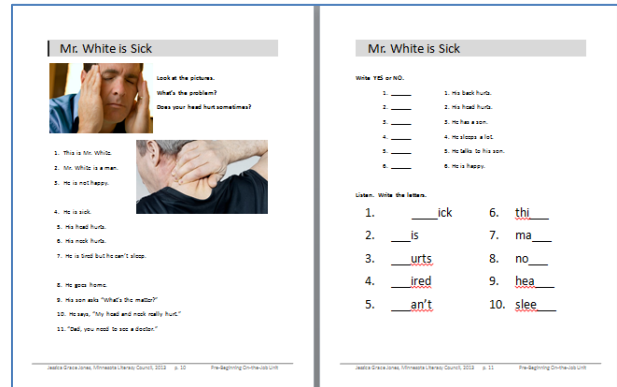 Mr. White is Sick
Look at the pictures.
What's the problem?
Does your head hurt sometimes?
1. This is Mr. White.
2. Mr. White is a man.
3. He is not happy.
4. He is sick.
5. His head hurts.
6. His neck hurts.
7. He is tired but he can't sleep.
8. He goes home.
9. His son asks "What's the matter?"
10. He says, "My head and neck really hurt."
11. "Dad, you need to see a doctor."
Jessica Grace Jones, Minnesota Literacy Council, 2013 p. 10 Pre-Beginning On-the-Job Unit
Mr. White is Sick
Write YES or NO.
1. _____ 1. His back hurts.
2. _____ 2. His head hurts.
3. _____ 3. He has a son.
4. _____ 4. He sleeps a lot.
5. _____ 5. He talks to his son.
6. _____ 6. He is happy.
Listen. Write the letters.
1. ____ick 6. thi___
2. ___is 7. ma___
3. ___urts 8. no___
4. ___ired 9. hea___
5. ___an't 10. slee___
Jessica Grace Jones, Minnesota Literacy Council, 2013 p. 11 Pre-Beginning On-the-Job Unit